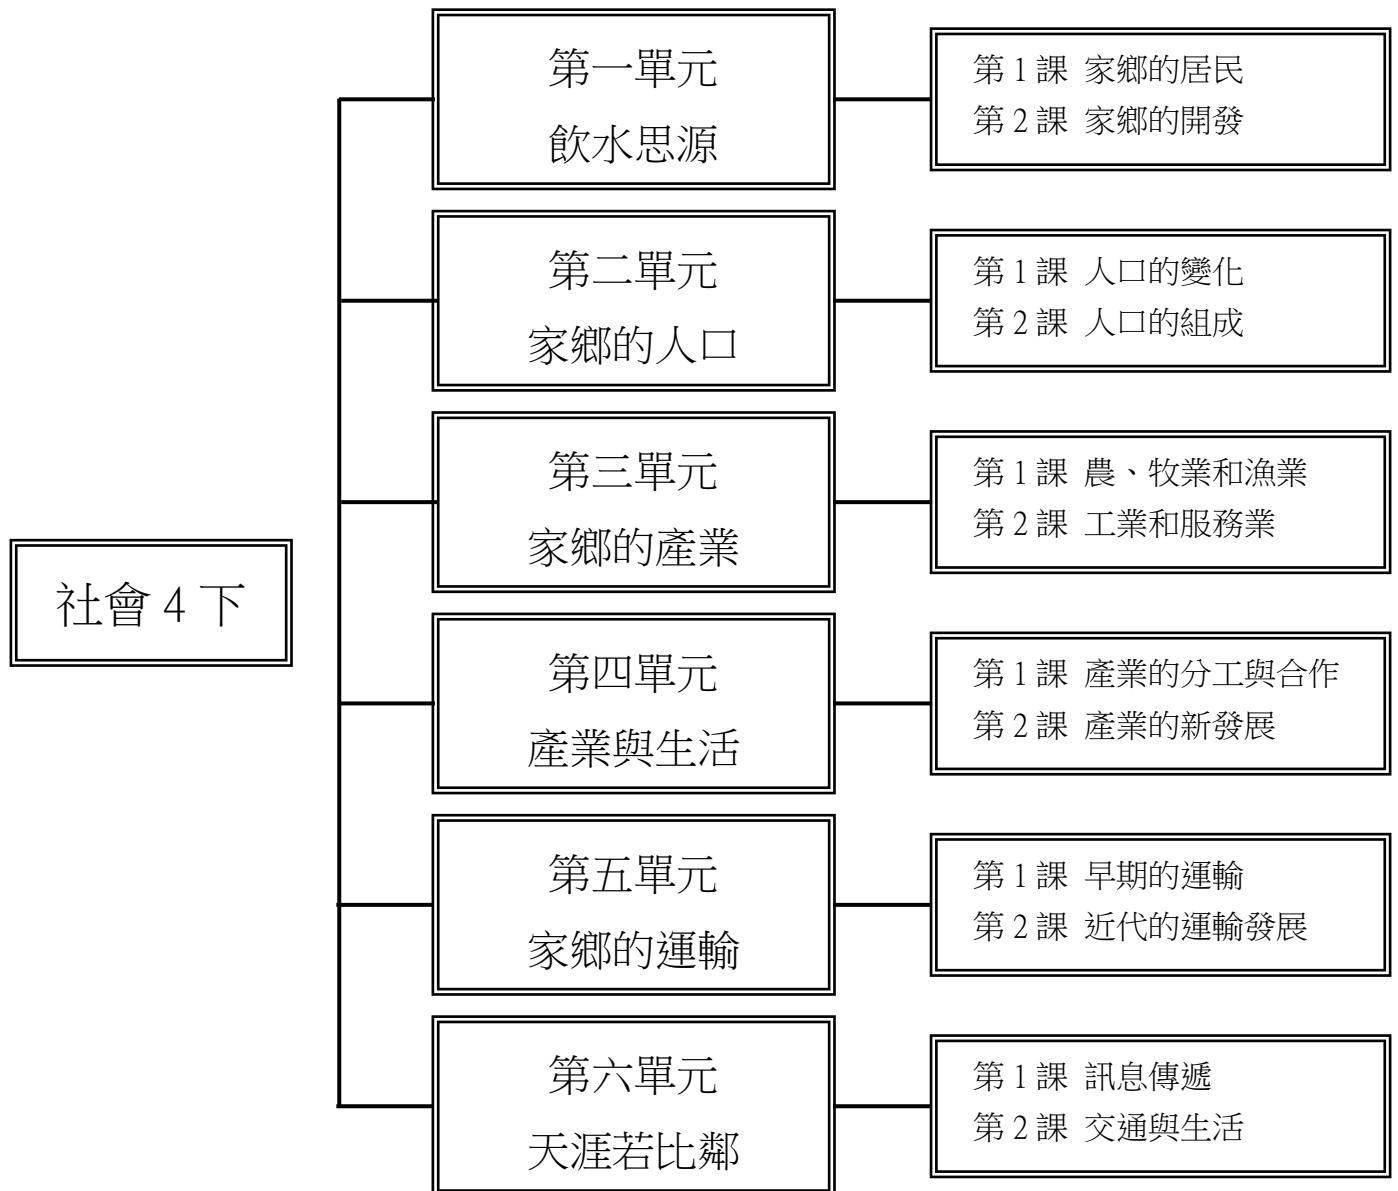 社會 4 下
第一單元
飲水思源
第 1 課 家鄉的居民
第 2 課 家鄉的開發
第二單元
家鄉的人口
第 1 課 人口的變化
第 2 課 人口的組成
第三單元
家鄉的產業
第 1 課 農、牧業和漁業
第 2 課 工業和服務業
第四單元
產業與生活
第 1 課 產業的分工與合作
第 2 課 產業的新發展
第五單元
家鄉的運輸
第 1 課 早期的運輸
第 2 課 近代的運輸發展
第六單元
天涯若比鄰
第 1 課 訊息傳遞
第 2 課 交通與生活